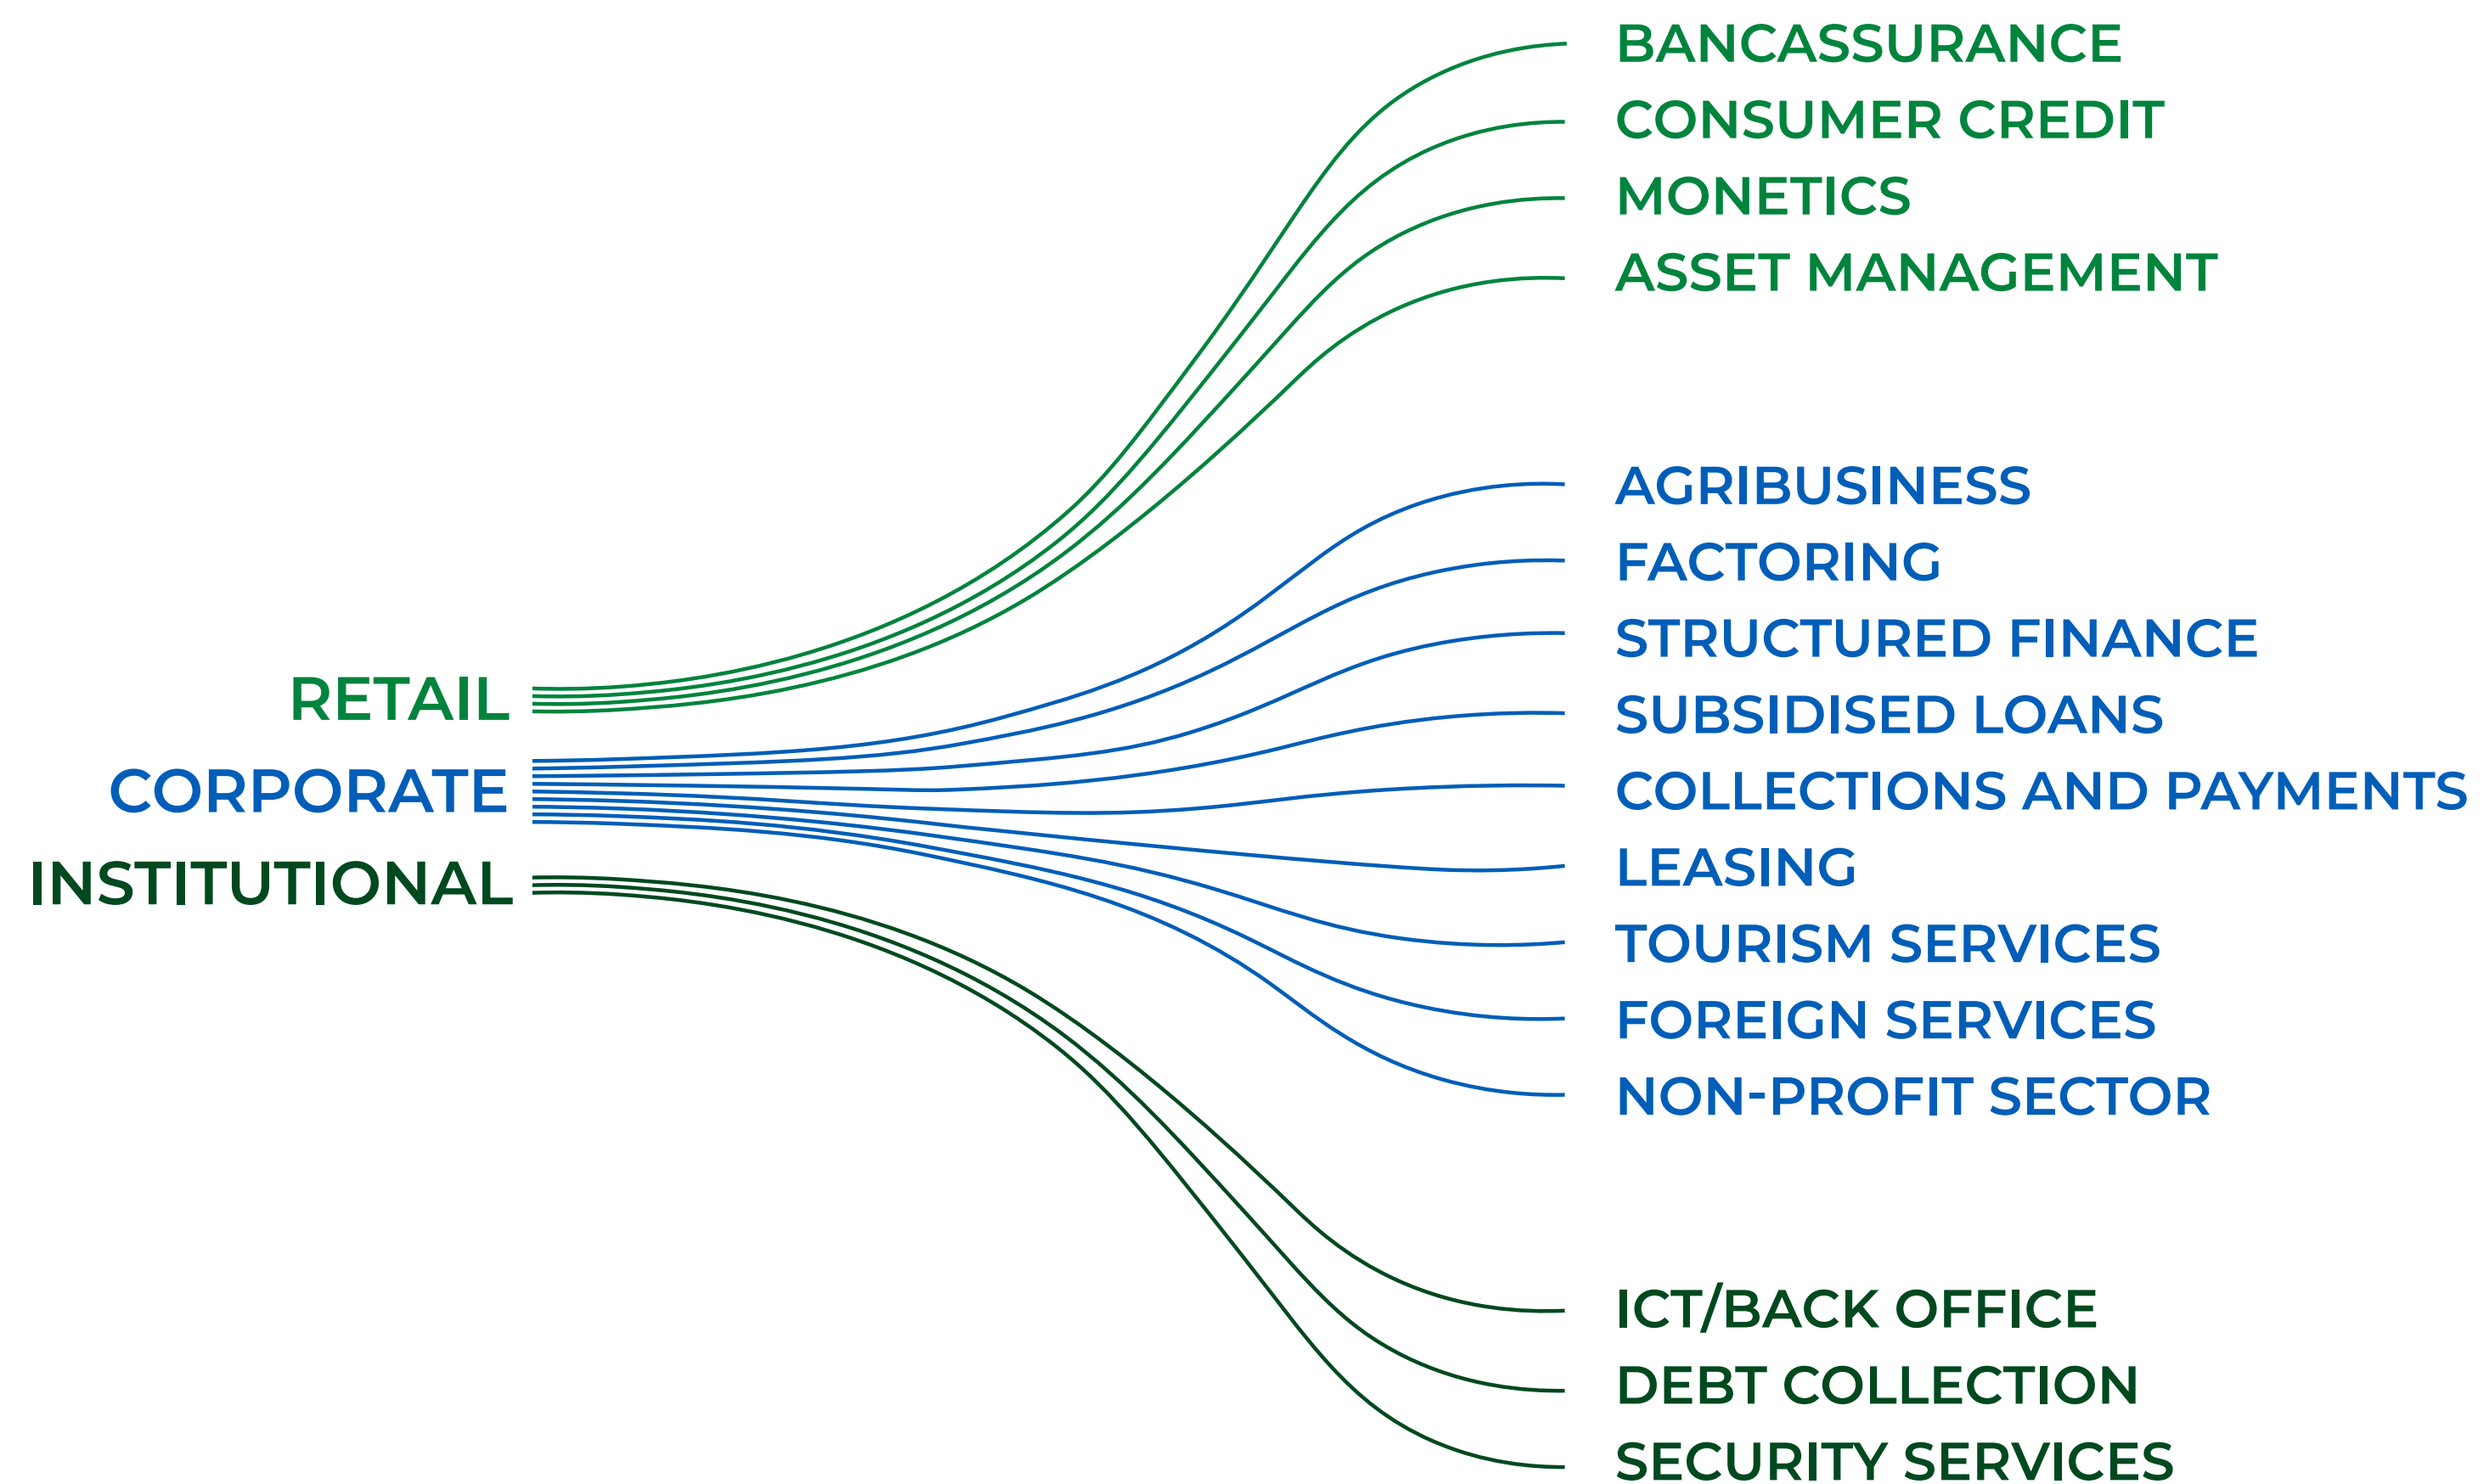 RETAIL
CORPORATE
INSTITUTIONAL
BANCASSURANCE
CONSUMER CREDIT
MONETICS
ASSET MANAGEMENT
AGRIBUSINESS
FACTORING
STRUCTURED FINANCE
SUBSIDISED LOANS
COLLECTIONS AND PAYMENTS
LEASING
TOURISM SERVICES
FOREIGN SERVICES
NON-PROFIT SECTOR
ICT/BACK OFFICE
DEBT COLLECTION
SECURITY SERVICES